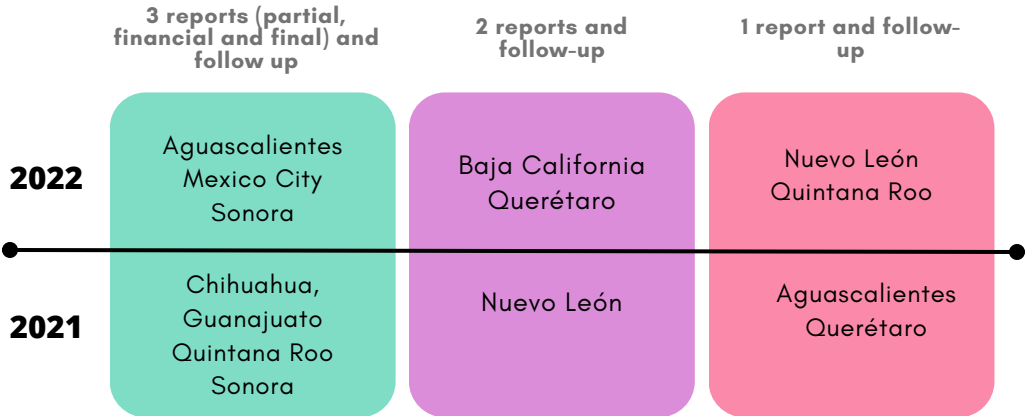 3 reports (partial,
financial and final) and
follow up
2 reports and
follow-up
1 report and follow-
up
2022
Aguascalientes
Mexico City
Sonora
Baja California
Querétaro
Nuevo León
Quintana Roo
2021
Chihuahua,
Guanajuato
Quintana Roo
Sonora
Nuevo León
Aguascalientes
Querétaro